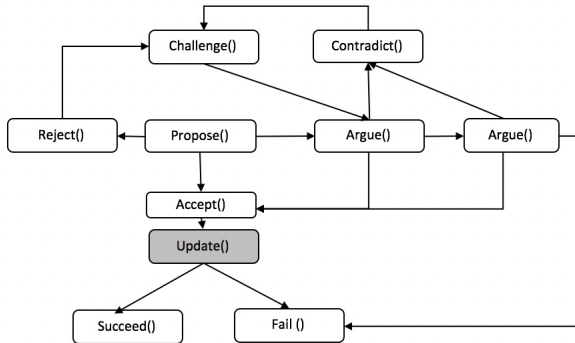 Challenge()
Contradict()
Reject()
Propose()
Argue()
Argue()
Accept()
Update()
Succeed()
Fail ()